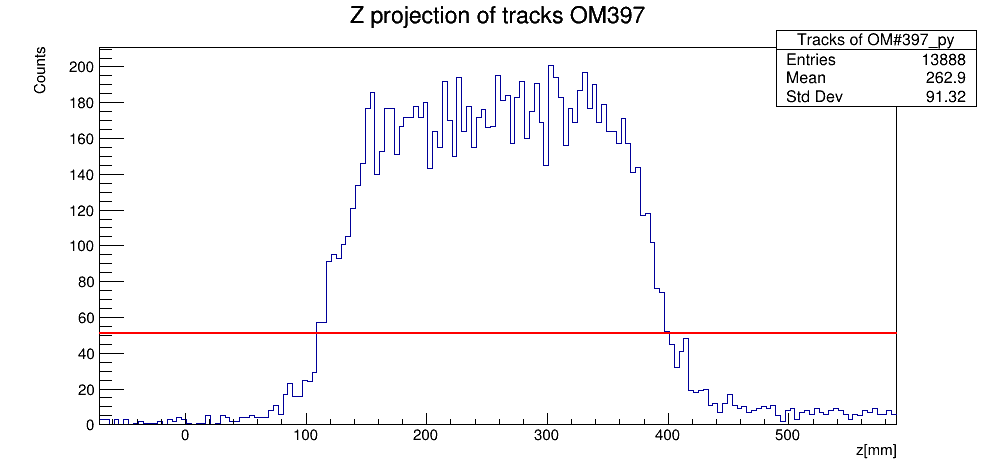 Z projection of tracks OM397
Counts
Tracks of OM#397_py
Entries 13888
Mean 262.9
Std Dev 91.32
200
180
160
140
120
100
80
60
40
20
0
0 100 200 300 400 500
z[mm]